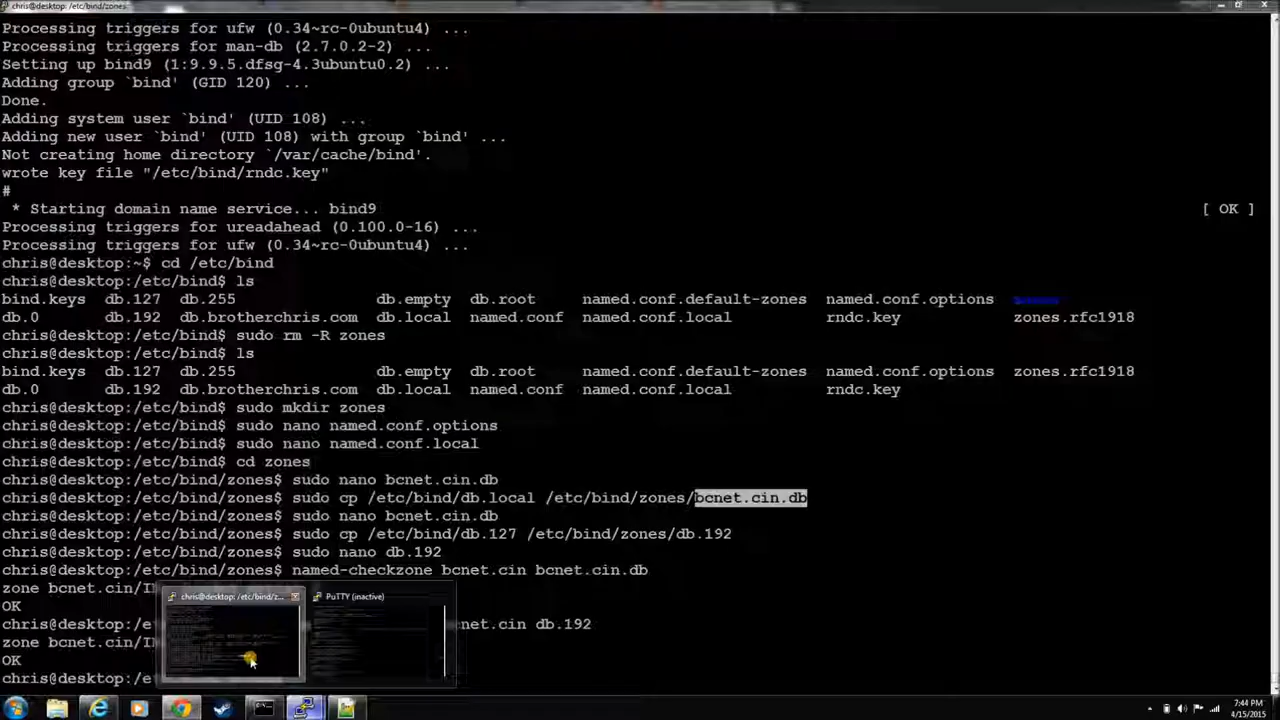 chris@desktop: /etc/bind/zones
Processing triggers for ufw (0.34~rc-0ubuntu4) ...
Processing triggers for man-db (2.7.0.2-2) ...
Setting up bind9 (1:9.9.5.dfsg-4.3ubuntu0.2) ...
Adding group `bind' (GID 120) ...
Done.
Adding system user `bind' (UID 108) ...
Adding new user `bind' (UID 108) with group `bind' ...
Not creating home directory `/var/cache/bind'.
wrote key file "/etc/bind/rndc.key"
#
* Starting domain name service... bind9 [ OK ]
Processing triggers for ureadahead (0.100.0-16) ...
Processing triggers for ufw (0.34~rc-0ubuntu4) ...
chris@desktop:~$ cd /etc/bind
chris@desktop:/etc/bind$ ls
bind.keys db.127 db.255 db.empty db.root named.conf.default-zones named.conf.options
db.0 db.192 db.brotherchris.com db.local named.conf named.conf.local rndc.key zones.rfc1918
chris@desktop:/etc/bind$ sudo rm -R zones
chris@desktop:/etc/bind$ ls
bind.keys db.127 db.255 db.empty db.root named.conf.default-zones named.conf.options zones.rfc1918
db.0 db.192 db.brotherchris.com db.local named.conf named.conf.local rndc.key
chris@desktop:/etc/bind$ sudo mkdir zones
chris@desktop:/etc/bind$ sudo nano named.conf.options
chris@desktop:/etc/bind$ sudo nano named.conf.local
chris@desktop:/etc/bind$ cd zones
chris@desktop:/etc/bind/zones$ sudo nano bcnet.cin.db
chris@desktop:/etc/bind/zones$ sudo cp /etc/bind/db.local /etc/bind/zones/bcnet.cin.db
chris@desktop:/etc/bind/zones$ sudo nano bcnet.cin.db
chris@desktop:/etc/bind/zones$ sudo cp /etc/bind/db.127 /etc/bind/zones/db.192
chris@desktop:/etc/bind/zones$ sudo nano db.192
chris@desktop:/etc/bind/zones$ named-checkzone bcnet.cin bcnet.cin.db
zone bcnet.cin/I
OK
chris@desktop:/et net.cin db.192
zone bcnet.cin/I
OK
chris@desktop:/e
chris@desktop: /etc/bind/z...
PuTTY (inactive)
7:44 PM
4/15/2015